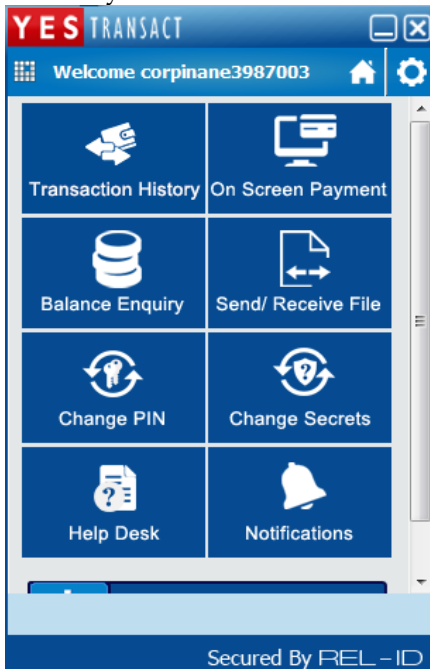 YES TRANSACT
Welcome corpinane3987003
Transaction History On Screen Payment
Balance Enquiry Send/ Receive File
Change PIN Change Secrets
Help Desk Notifications
Secured By REL-ID